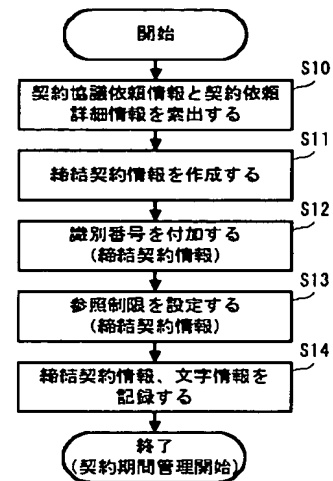 開始
S10
契約協議依頼情報と契約依頼
詳細情報を索出する
S11
締結契約情報を作成する
S12
識別番号を付加する
(締結契約情報)
S13
参照制限を設定する
(締結契約情報)
S14
締結契約情報、文字情報を
記録する
終了
(契約期間管理開始)